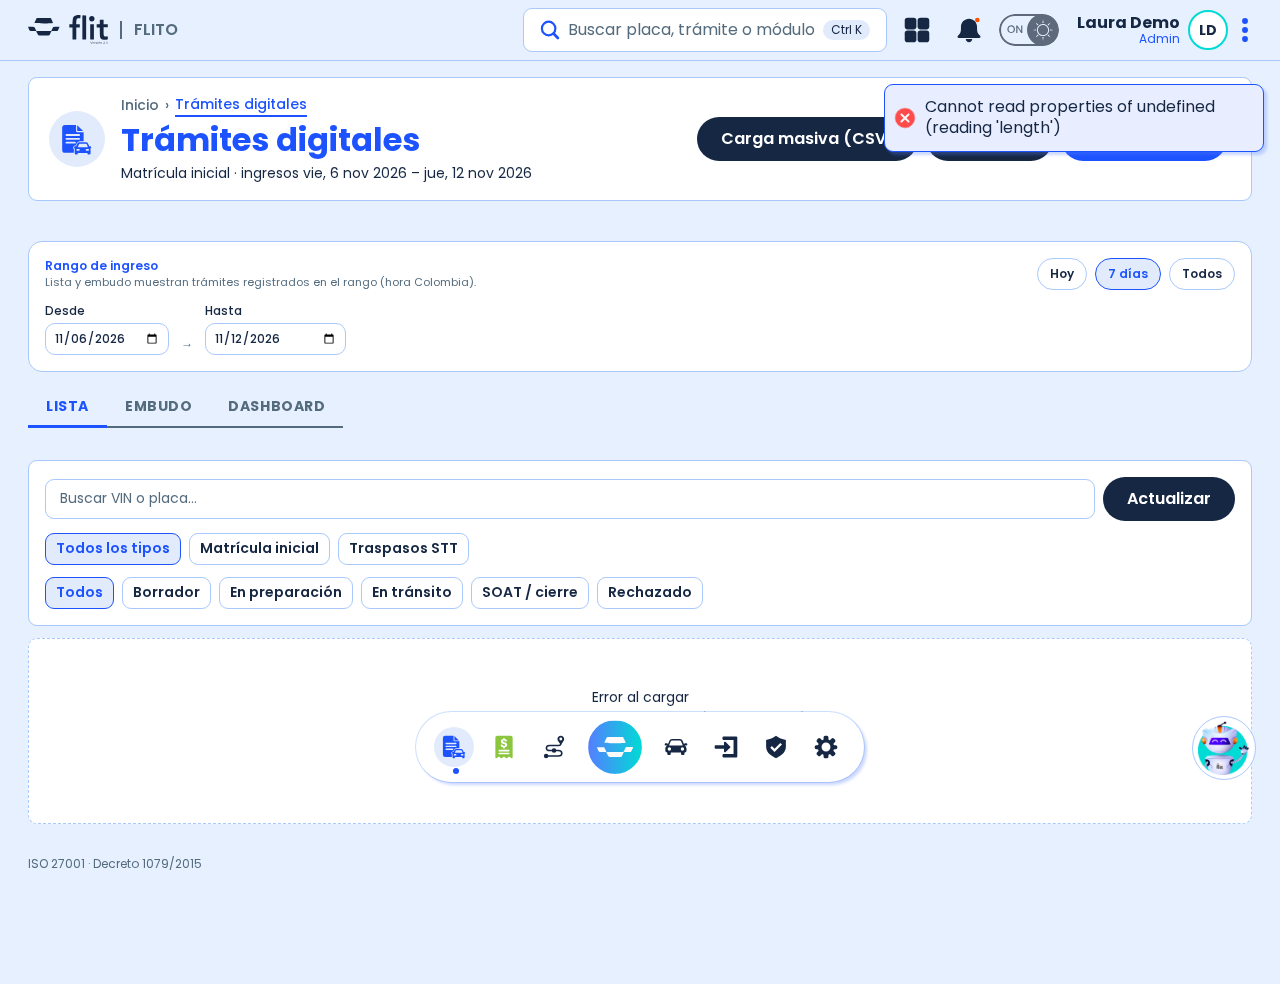 flit
FLITO
Buscar placa, trámite o módulo
Ctrl K
ON
Laura Demo
Admin
LD
Inicio › Trámites digitales
Trámites digitales
Matrícula inicial · ingresos vie, 6 nov 2026 – jue, 12 nov 2026
Carga masiva (CSV
Cannot read properties of undefined
(reading 'length')
Rango de ingreso
Lista y embudo muestran trámites registrados en el rango (hora Colombia).
Hoy
7 días
Todos
Desde
Hasta
11/06/2026
→
11/12/2026
LISTA
EMBUDO
DASHBOARD
Buscar VIN o placa...
Actualizar
Todos los tipos
Matrícula inicial
Traspasos STT
Todos
Borrador
En preparación
En tránsito
SOAT / cierre
Rechazado
Error al cargar
ISO 27001 · Decreto 1079/2015